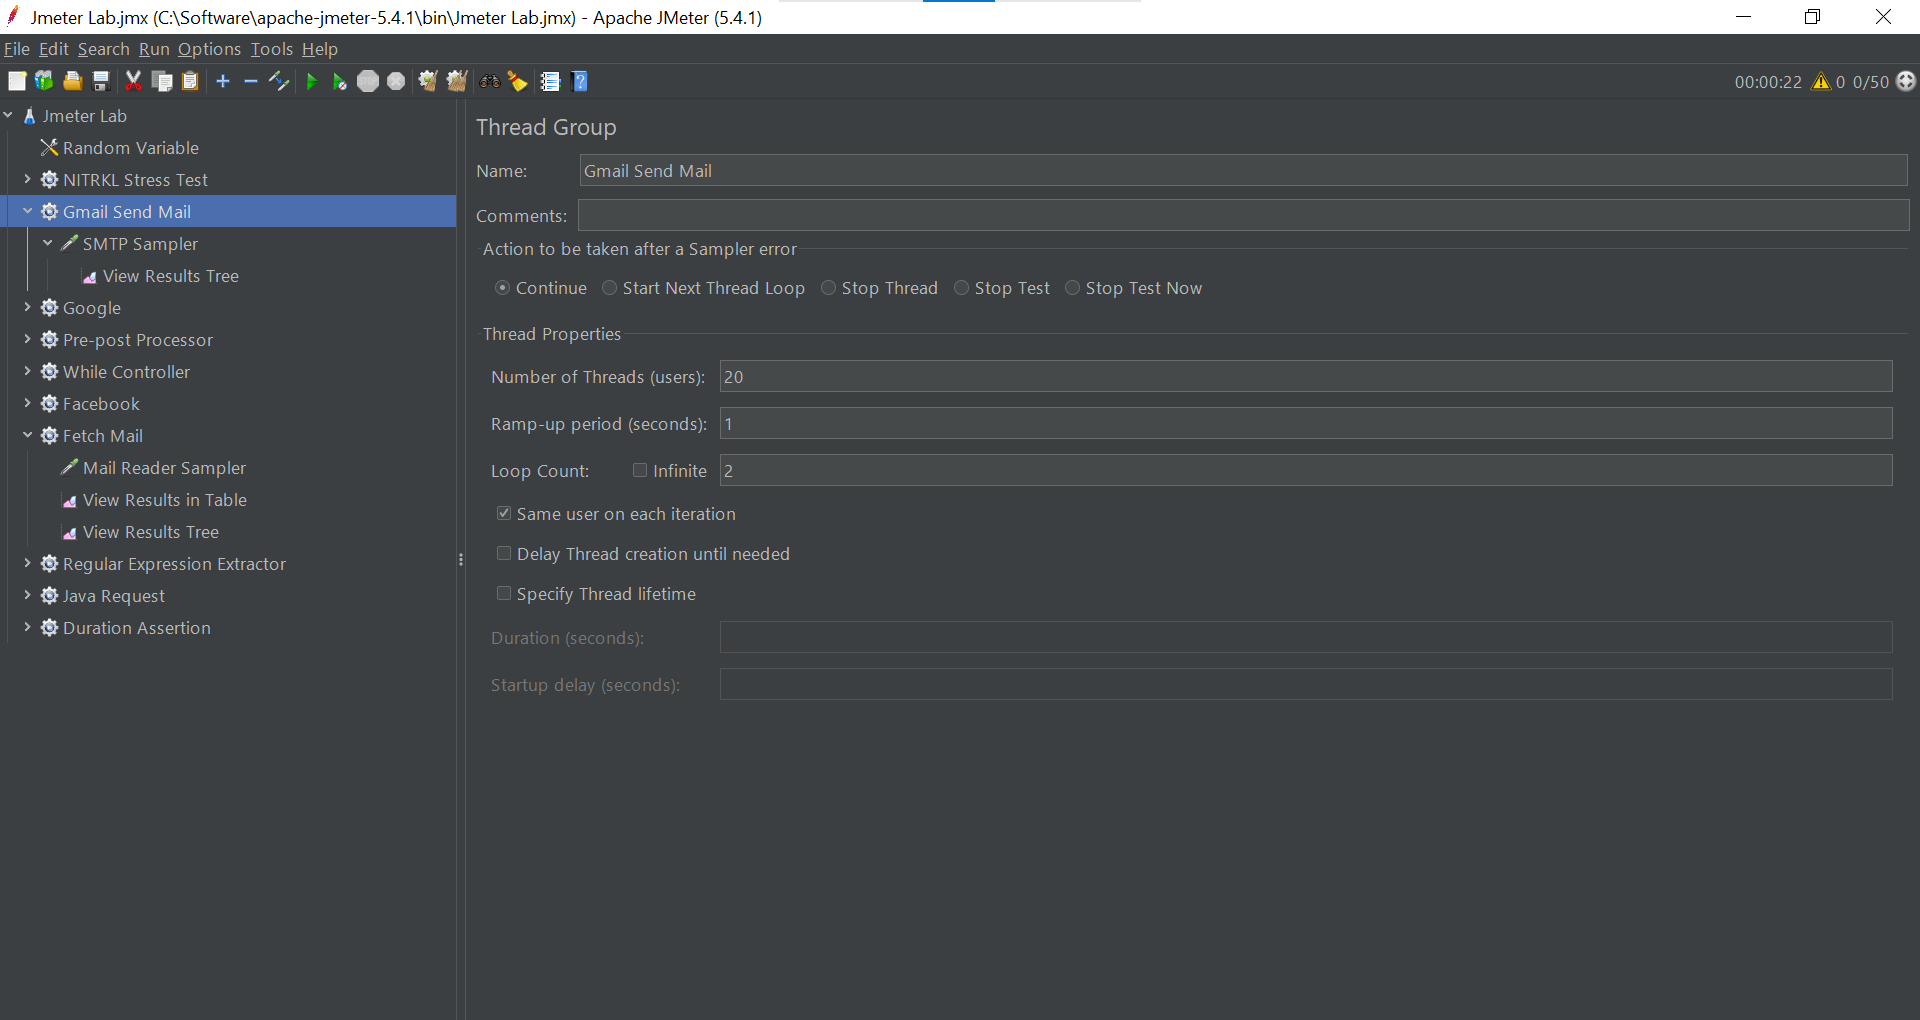 Jmeter Lab.jmx (C:\Software\apache-jmeter-5.4.1\bin\Jmeter Lab.jmx) - Apache JMeter (5.4.1)
File Edit Search Run Options Tools Help
00:00:22 0 0/50
Jmeter Lab
Random Variable
NITRKL Stress Test
Gmail Send Mail
SMTP Sampler
View Results Tree
Google
Pre-post Processor
While Controller
Facebook
Fetch Mail
Mail Reader Sampler
View Results in Table
View Results Tree
Regular Expression Extractor
Java Request
Duration Assertion
Thread Group
Name: Gmail Send Mail
Comments:
Action to be taken after a Sampler error
Continue Start Next Thread Loop Stop Thread Stop Test Stop Test Now
Thread Properties
Number of Threads (users): 20
Ramp-up period (seconds): 1
Loop Count: Infinite 2
Same user on each iteration
Delay Thread creation until needed
Specify Thread lifetime
Duration (seconds):
Startup delay (seconds):